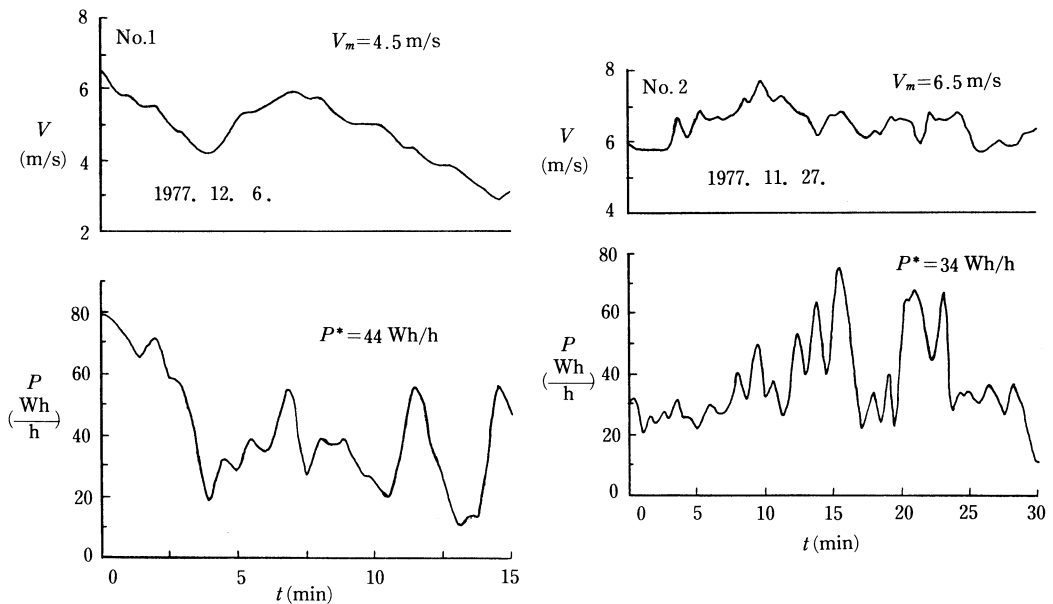 No.1
V_m=4.5 m/s
8
6
4
2
V
(m/s)
1977. 12. 6.
P*=44 Wh/h
80
60
40
20
0
P
(Wh/h)
0 5 10 15
t (min)
No. 2
V_m=6.5 m/s
8
6
4
V
(m/s)
1977. 11. 27.
P*=34 Wh/h
80
60
40
20
0
P
(Wh/h)
0 5 10 15 20 25 30
t (min)